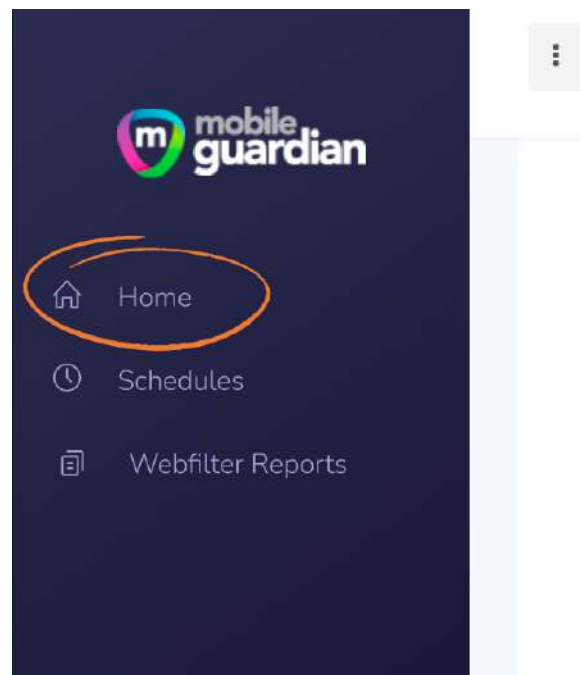 m
mobile
guardian
Home
Schedules
Webfilter Reports